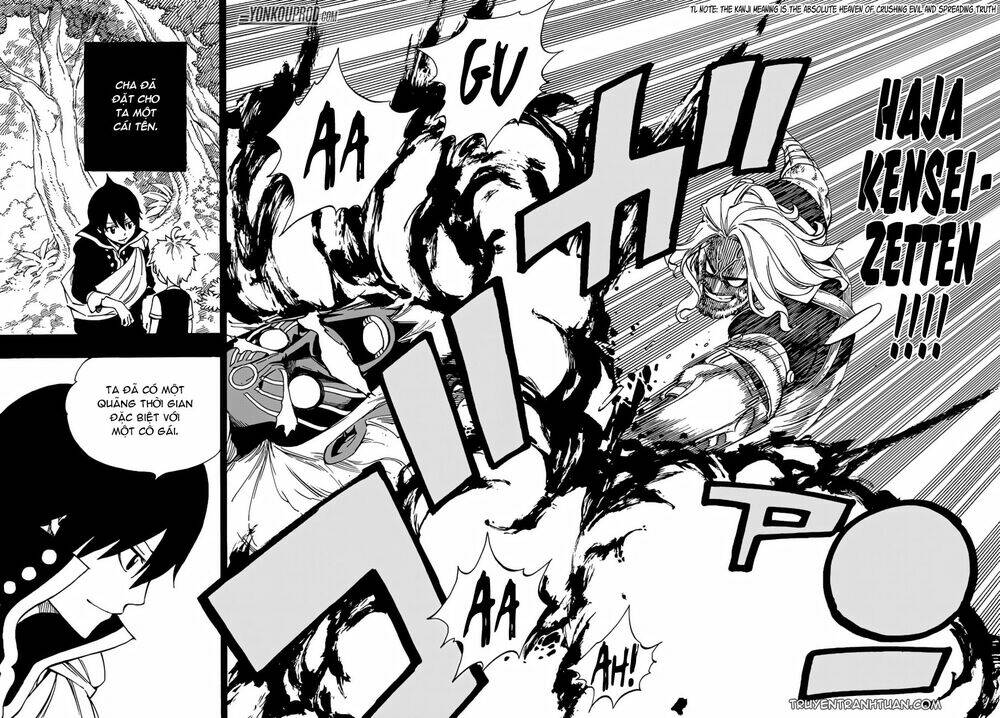 YONKOUPROD.COM
TL NOTE: THE KANJI MEANING IS THE ABSOLUTE HEAVEN OF CRUSHING EVIL AND SPREADING TRUTH
HAJA
KENSEI-
ZETTEN
!!!!
GU
AA
AA
AH!
CHA ĐÃ
ĐẶT CHO
TA MỘT
CÁI TÊN.
TA ĐÃ CÓ MỘT
QUÃNG THỜI GIAN
ĐẶC BIỆT VỚI
MỘT CÔ GÁI.
TRUYENTRANHTUAN.COM